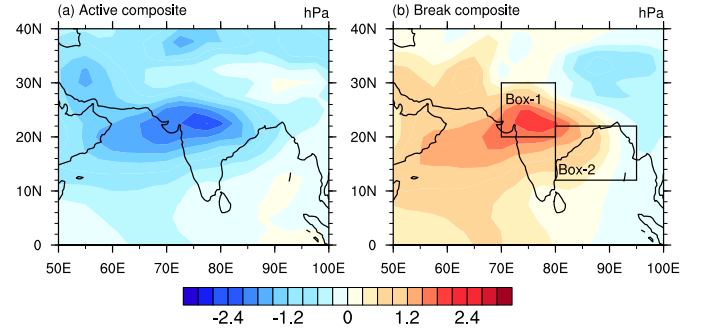 (a) Active composite hPa (b) Break composite hPa
40N 40N
30N 30N
Box-1
20N 20N
Box-2
10N 10N
0 0
50E 60E 70E 80E 90E 100E 50E 60E 70E 80E 90E 100E
-2.4 -1.2 0 1.2 2.4